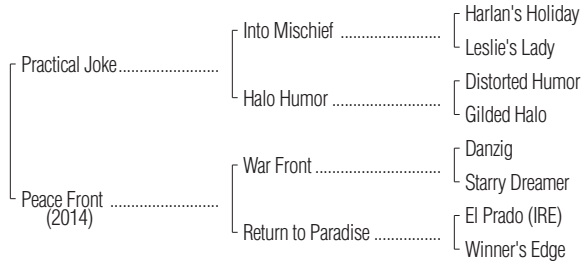 Harlan's Holiday
Into Mischief ....................
Leslie's Lady
Practical Joke.....................
Distorted Humor
Halo Humor .......................
Gilded Halo
Danzig
War Front ..........................
Starry Dreamer
Peace Front ......................
(2014)
El Prado (IRE)
Return to Paradise ................
Winner's Edge